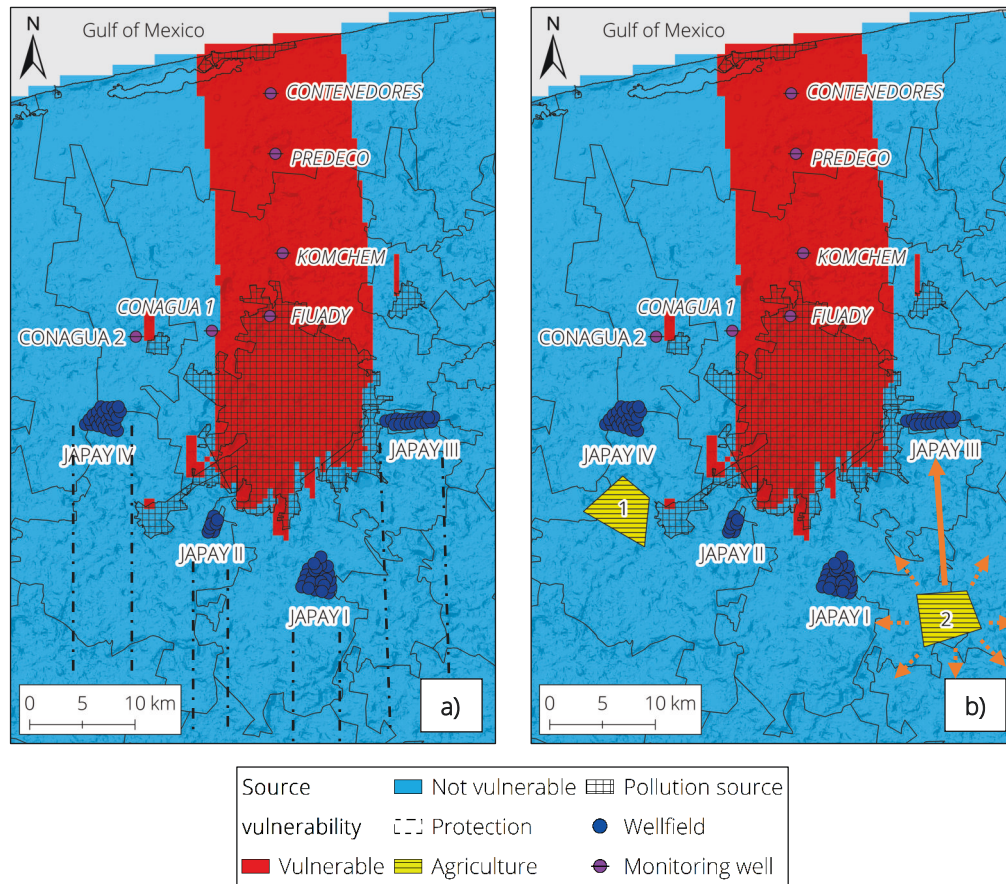 N
Gulf of Mexico
CONTENEDORES
PREDECO
KOMCHEM
CONAGUA 1
FIUADY
CONAGUA 2
JAPAY IV
JAPAY III
JAPAY II
JAPAY I
0 5 10 km
a)
N
Gulf of Mexico
CONTENEDORES
PREDECO
KOMCHEM
CONAGUA 1
FIUADY
CONAGUA 2
JAPAY IV
JAPAY III
1
JAPAY II
JAPAY I
2
0 5 10 km
b)
Source Not vulnerable Pollution source
vulnerability Protection Wellfield
Vulnerable Agriculture Monitoring well